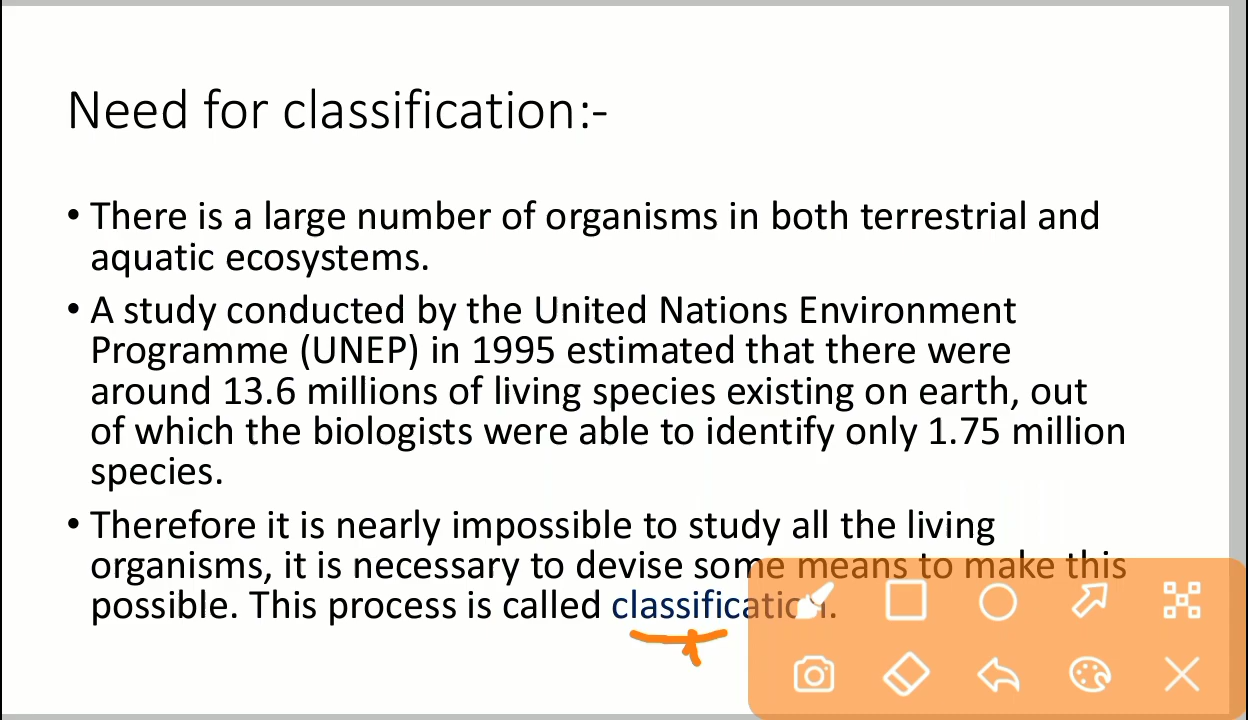 Need for classification:-
• There is a large number of organisms in both terrestrial and
aquatic ecosystems.
• A study conducted by the United Nations Environment
Programme (UNEP) in 1995 estimated that there were
around 13.6 millions of living species existing on earth, out
of which the biologists were able to identify only 1.75 million
species.
• Therefore it is nearly impossible to study all the living
organisms, it is necessary to devise some means to make this
possible. This process is called classification.